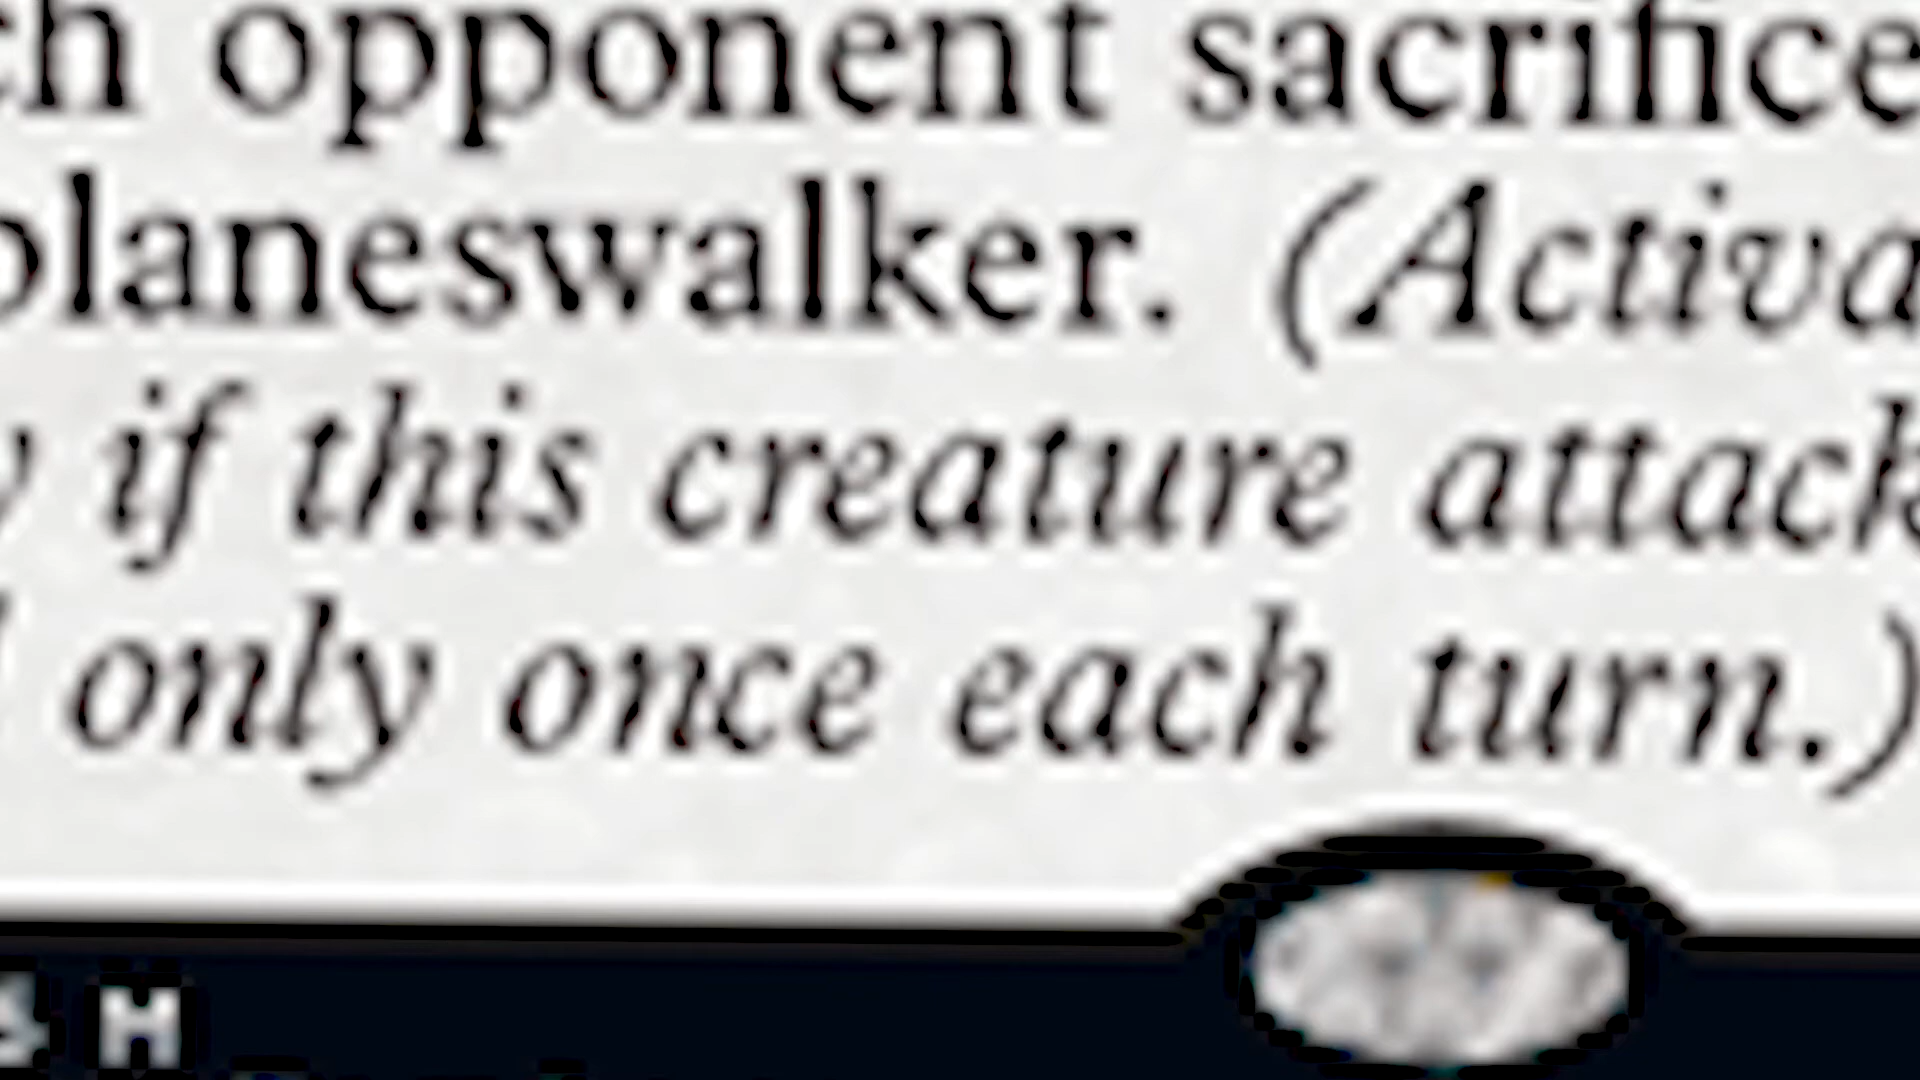 ch opponent sacrifice
planeswalker. (Activa
y if this creature attack
only once each turn.)
H